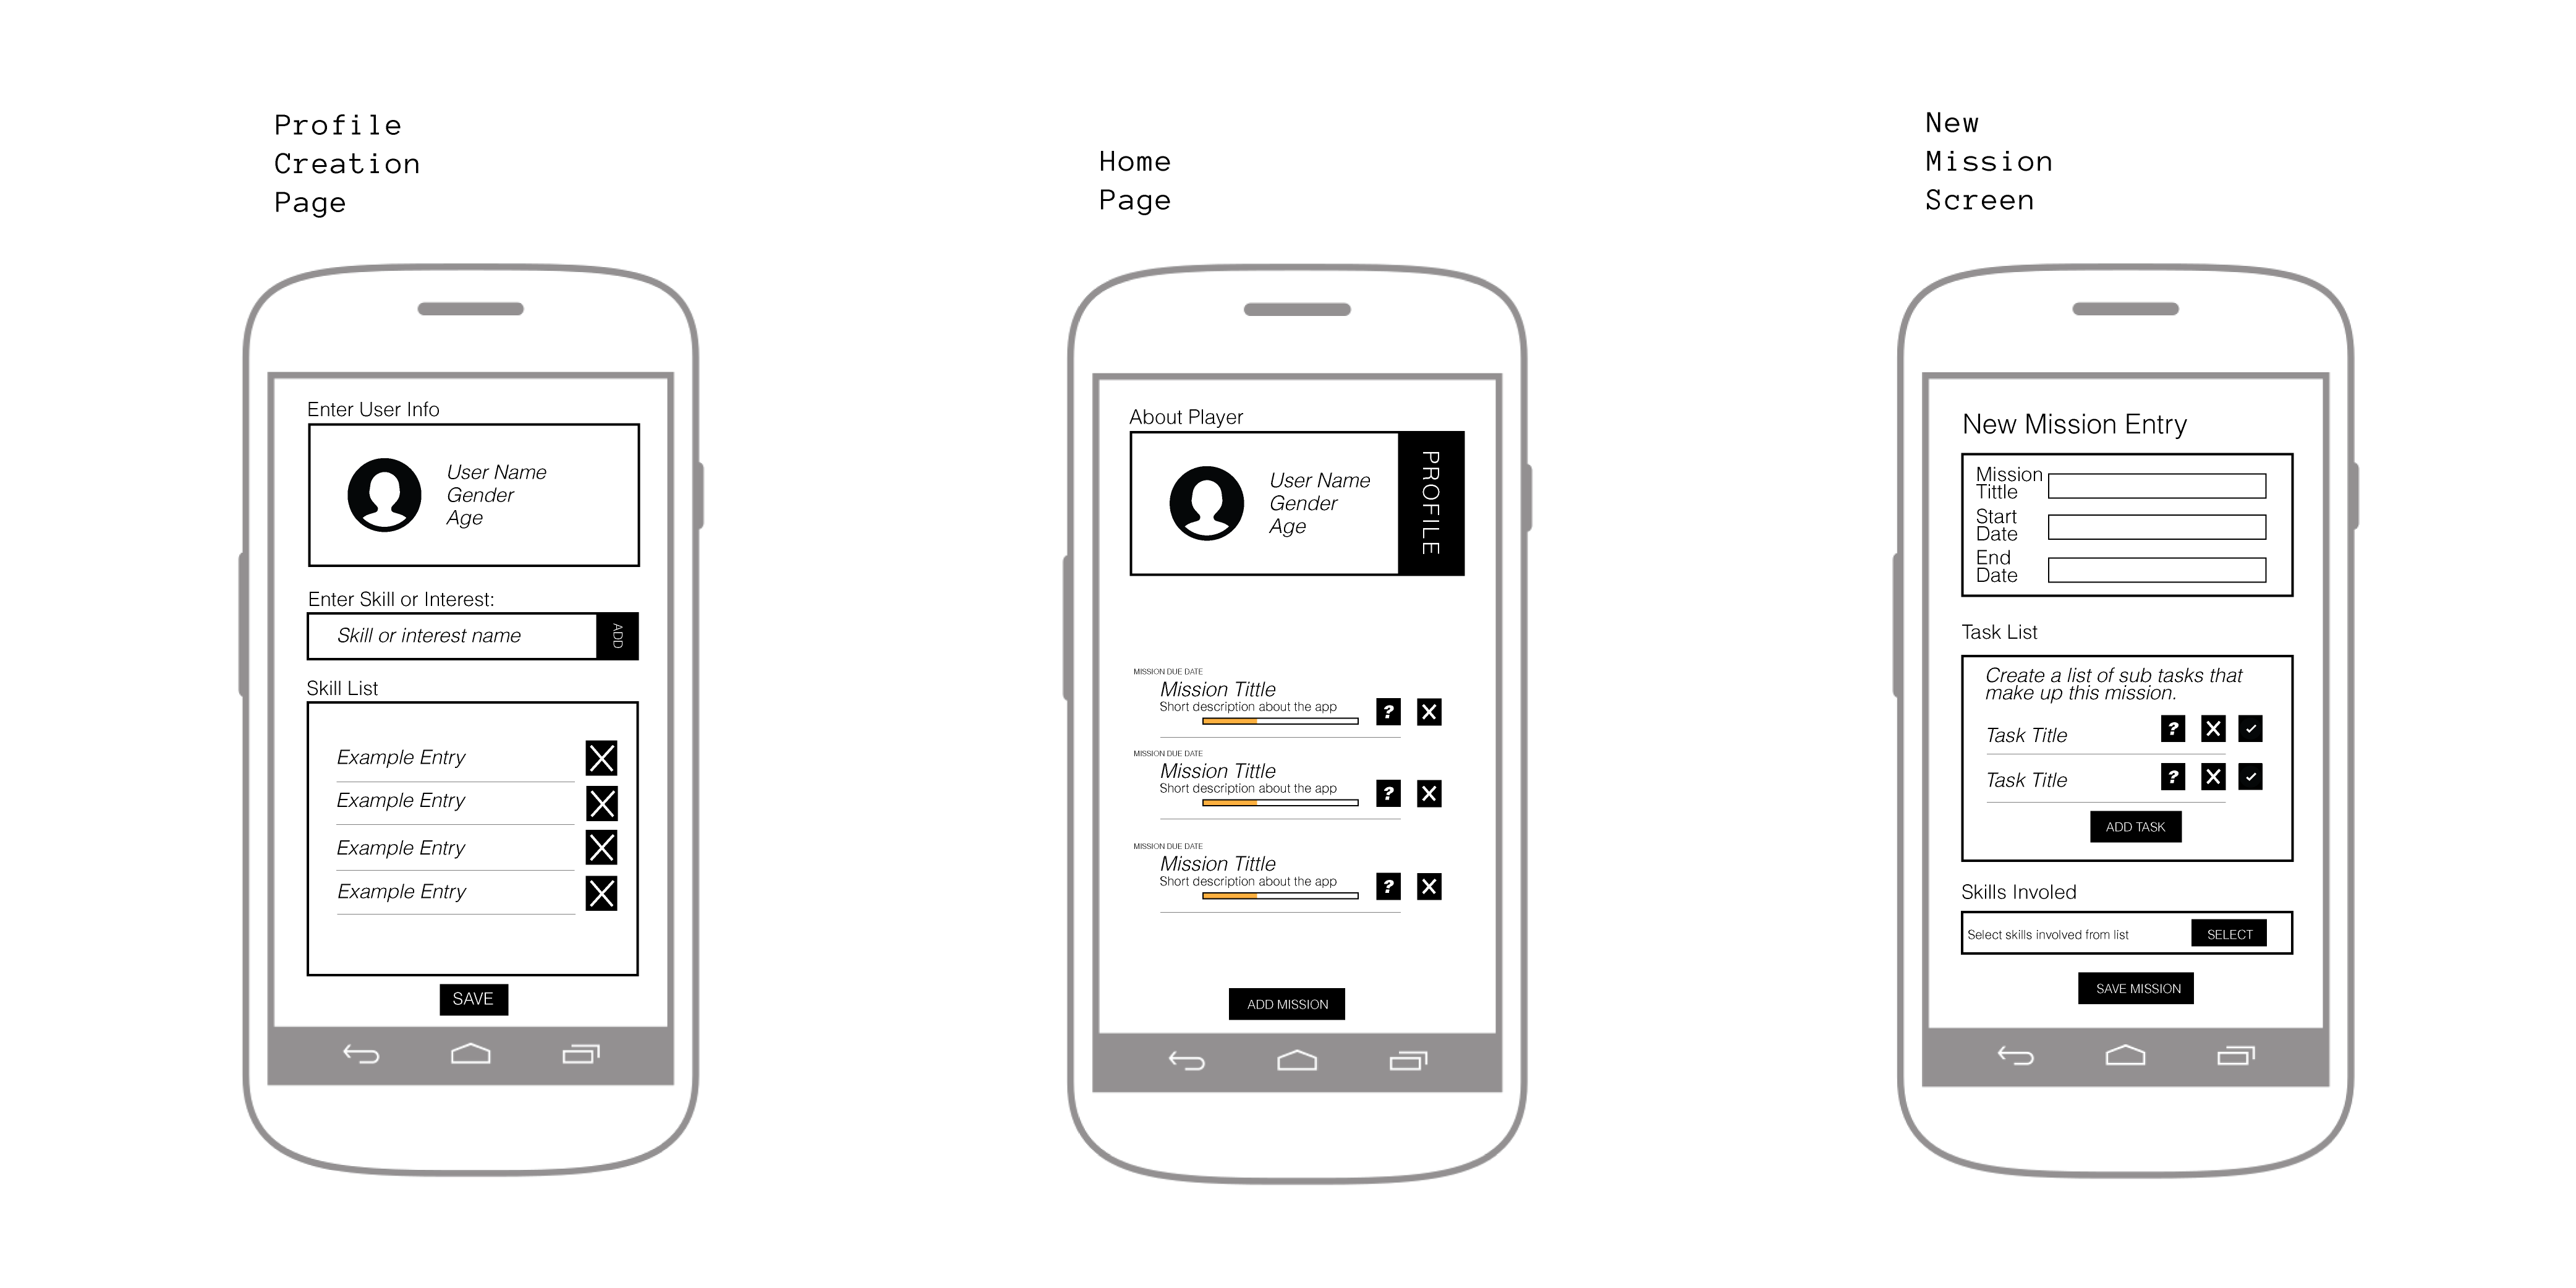 Profile
Creation
Page
Enter User Info
User Name
Gender
Age
Enter Skill or Interest:
Skill or interest name
ADD
Skill List
Example Entry
Example Entry
Example Entry
Example Entry
SAVE
Home
Page
About Player
User Name
Gender
Age
PROFILE
MISSION DUE DATE
Mission Tittle
Short description about the app
?
X
MISSION DUE DATE
Mission Tittle
Short description about the app
?
X
MISSION DUE DATE
Mission Tittle
Short description about the app
?
X
ADD MISSION
New
Mission
Screen
New Mission Entry
Mission
Tittle
Start
Date
End
Date
Task List
Create a list of sub tasks that
make up this mission.
Task Title
?
X
Task Title
?
X
ADD TASK
Skills Involed
Select skills involved from list
SELECT
SAVE MISSION